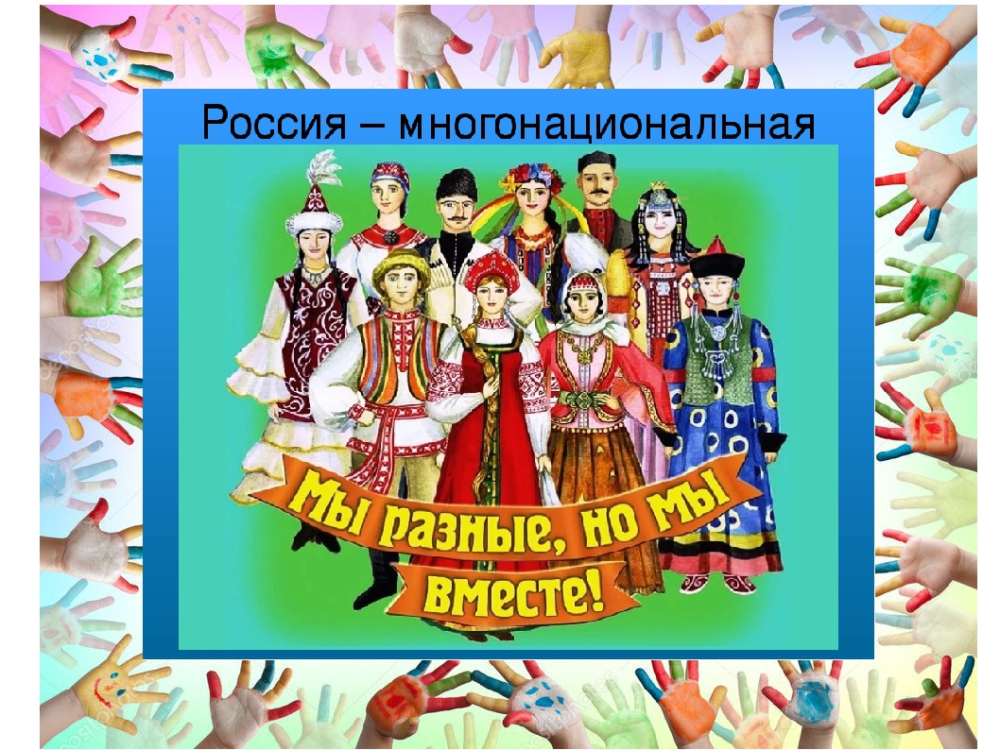 Россия – многонациональная
Мы разные, но мы
вместе!